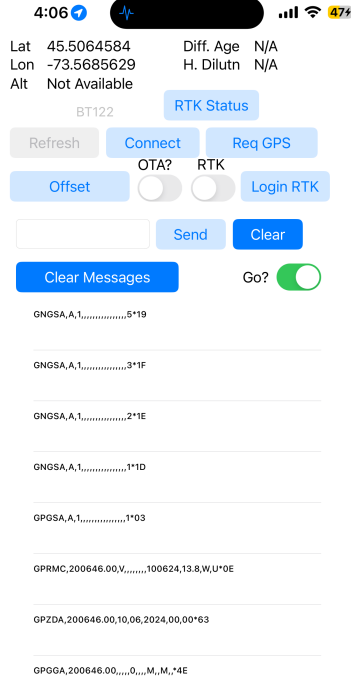 4:06
47
Lat 45.5064584 Diff. Age N/A
Lon -73.5685629 H. Dilutn N/A
Alt Not Available
BT122 RTK Status
Refresh Connect Req GPS
OTA? RTK
Offset Login RTK
Send Clear
Clear Messages Go?
GNGSA,A,1,,,,,,,,,,,,,,,,5*19
GNGSA,A,1,,,,,,,,,,,,,,,,3*1F
GNGSA,A,1,,,,,,,,,,,,,,,,2*1E
GNGSA,A,1,,,,,,,,,,,,,,,,1*1D
GPGSA,A,1,,,,,,,,,,,,,,,,1*03
GPRMC,200646.00,V,,,,,,,,100624,13.8,W,U*0E
GPZDA,200646.00,10,06,2024,00,00*63
GPGGA,200646.00,,,,,0,,,,M,,M,,*4E